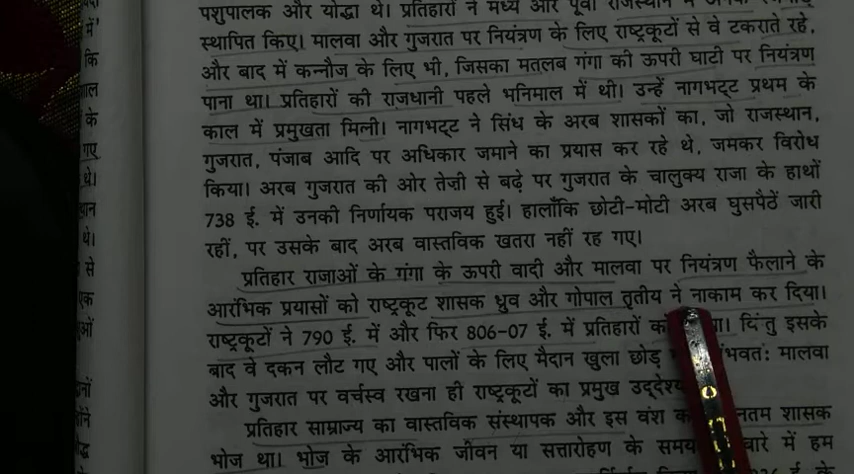 पशुपालक और योद्धा थे। प्रतिहारों ने मध्य और पूर्वी राजस्थान में
स्थापित किए। मालवा और गुजरात पर नियंत्रण के लिए राष्ट्रकूटों से वे टकराते रहे,
और बाद में कन्नौज के लिए भी, जिसका मतलब गंगा की ऊपरी घाटी पर नियंत्रण
पाना था। प्रतिहारों की राजधानी पहले भनिमाल में थी। उन्हें नागभट्ट प्रथम के
काल में प्रमुखता मिली। नागभट्ट ने सिंध के अरब शासकों का, जो राजस्थान,
गुजरात, पंजाब आदि पर अधिकार जमाने का प्रयास कर रहे थे, जमकर विरोध
किया। अरब गुजरात की ओर तेज़ी से बढ़े पर गुजरात के चालुक्य राजा के हाथों
738 ई. में उनकी निर्णायक पराजय हुई। हालाँकि छोटी-मोटी अरब घुसपैठें जारी
रहीं, पर उसके बाद अरब वास्तविक खतरा नहीं रह गए।
प्रतिहार राजाओं के गंगा के ऊपरी वादी और मालवा पर नियंत्रण फैलाने के
आरंभिक प्रयासों को राष्ट्रकूट शासक ध्रुव और गोपाल तृतीय ने नाकाम कर दिया।
राष्ट्रकूटों ने 790 ई. में और फिर 806-07 ई. में प्रतिहारों को किंतु इसके
बाद वे दकन लौट गए और पालों के लिए मैदान खुला छोड़ मालवा
और गुजरात पर वर्चस्व रखना ही राष्ट्रकूटों का प्रमुख
प्रतिहार साम्राज्य का वास्तविक संस्थापक और इस वंश शासक
भोज था। भोज के आरंभिक जीवन या सत्तारोहण के समय बारे में हम